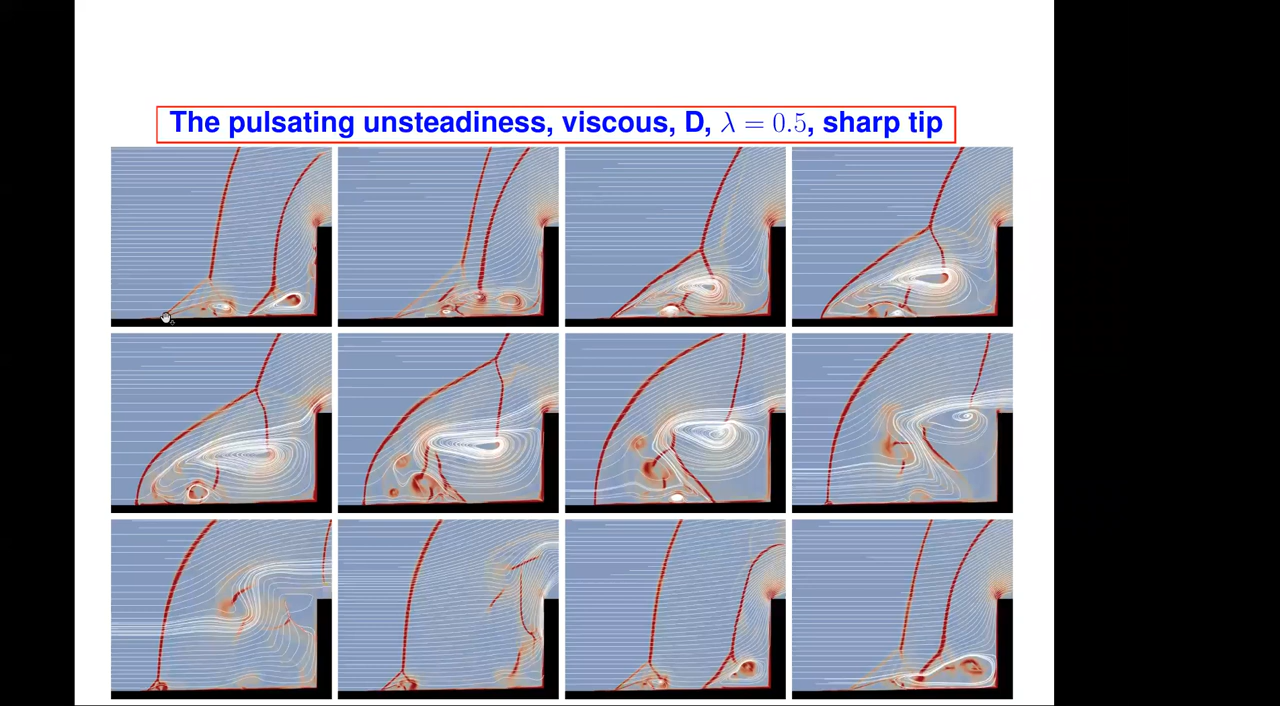 The pulsating unsteadiness, viscous, D, λ = 0.5, sharp tip